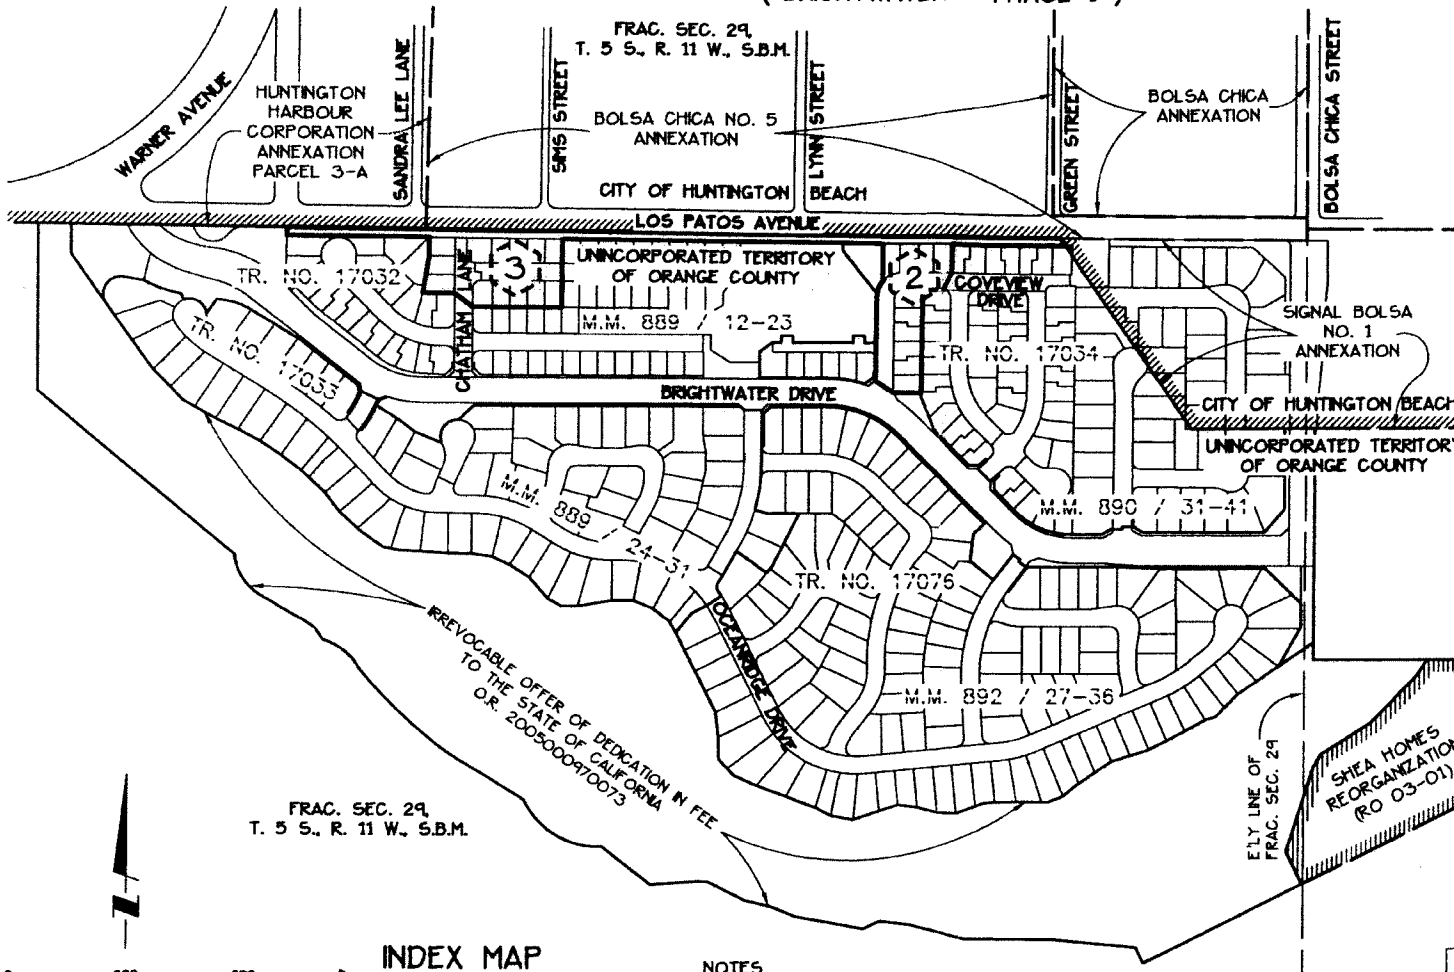 FRAC. SEC. 29,
T. 5 S., R. 11 W., S.B.M.
WARNER AVENUE
HUNTINGTON
HARBOUR
CORPORATION
ANNEXATION
PARCEL 3-A
SANDRA LEE LANE
SIMS STREET
BOLSA CHICA NO. 5
ANNEXATION
LYNN STREET
GREEN STREET
BOLSA CHICA
ANNEXATION
BOLSA CHICA STREET
CITY OF HUNTINGTON BEACH
LOS PATOS AVENUE
TR. NO. 17032
CHATHAM LANE
3
UNINCORPORATED TERRITORY
OF ORANGE COUNTY
M.M. 889 / 12-23
2
COVEVIEW
DRIVE
TR. NO. 17034
SIGNAL BOLSA
NO. 1
ANNEXATION
TR. NO. 17033
BRIGHTWATER DRIVE
CITY OF HUNTINGTON BEACH
UNINCORPORATED TERRITORY
OF ORANGE COUNTY
M.M. 889 / 24-31
M.M. 890 / 31-41
TR. NO. 17076
OCEANRIDGE DRIVE
M.M. 892 / 27-36
IRREVOCABLE OFFER OF DEDICATION IN FEE
TO THE STATE OF CALIFORNIA
O.R. 2005000970073
E'LY LINE OF
FRAC. SEC. 29
SHEA HOMES
REORGANIZATION
(RO 03-01)
FRAC. SEC. 29,
T. 5 S., R. 11 W., S.B.M.
INDEX MAP
NOTES